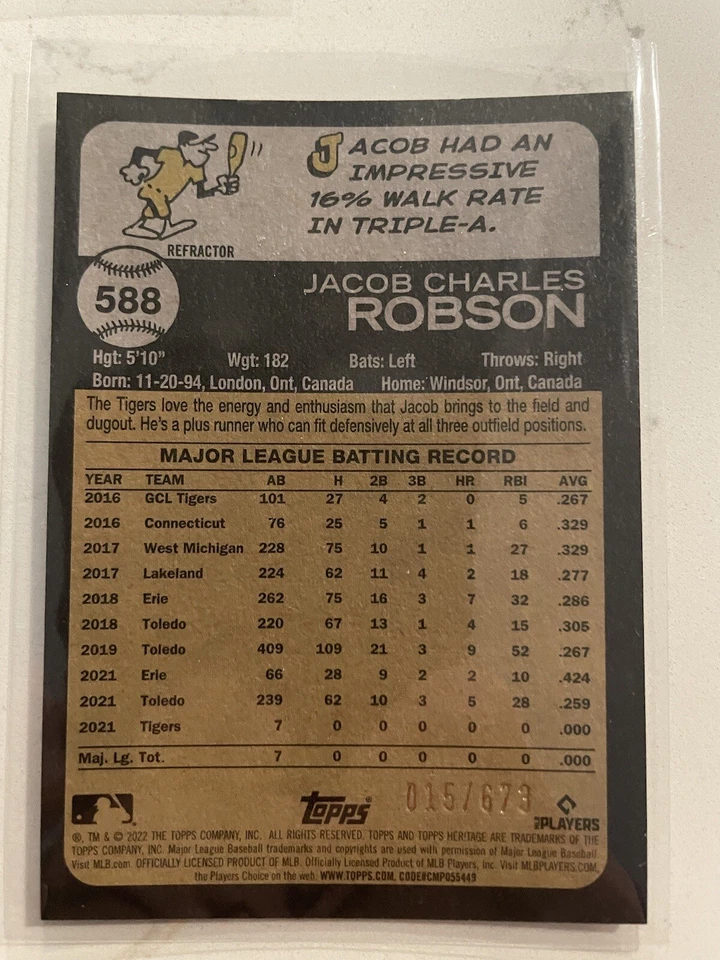 JACOB HAD AN
IMPRESSIVE
16% WALK RATE
IN TRIPLE-A.
REFRACTOR
588
JACOB CHARLES
ROBSON
Hgt: 5'10" Wgt: 182 Bats: Left Throws: Right
Born: 11-20-94, London, Ont, Canada Home: Windsor, Ont, Canada
The Tigers love the energy and enthusiasm that Jacob brings to the field and
dugout. He's a plus runner who can fit defensively at all three outfield positions.
MAJOR LEAGUE BATTING RECORD
YEAR TEAM AB H 2B 3B HR RBI AVG
2016 GCL Tigers 101 27 4 2 0 5 .267
2016 Connecticut 76 25 5 1 1 6 .329
2017 West Michigan 228 75 10 1 1 27 .329
2017 Lakeland 224 62 11 4 2 18 .277
2018 Erie 262 75 16 3 7 32 .286
2018 Toledo 220 67 13 1 4 15 .305
2019 Toledo 409 109 21 3 9 52 .267
2021 Erie 66 28 9 2 2 10 .424
2021 Toledo 239 62 10 3 5 28 .259
2021 Tigers 7 0 0 0 0 0 .000
Maj. Lg. Tot. 7 0 0 0 0 0 .000
Topps 015/673 PLAYERS
®, TM & © 2022 THE TOPPS COMPANY, INC. ALL RIGHTS RESERVED. TOPPS AND TOPPS HERITAGE ARE TRADEMARKS OF THE
TOPPS COMPANY, INC. Major League Baseball trademarks and copyrights are used with permission of Major League Baseball.
Visit MLB.com. OFFICIALLY LICENSED PRODUCT OF MLB. Officially Licensed Product of MLB Players, Inc. Visit MLBPLAYERS.COM,
the Players Choice on the web. WWW.TOPPS.COM. CODE#CMP055449